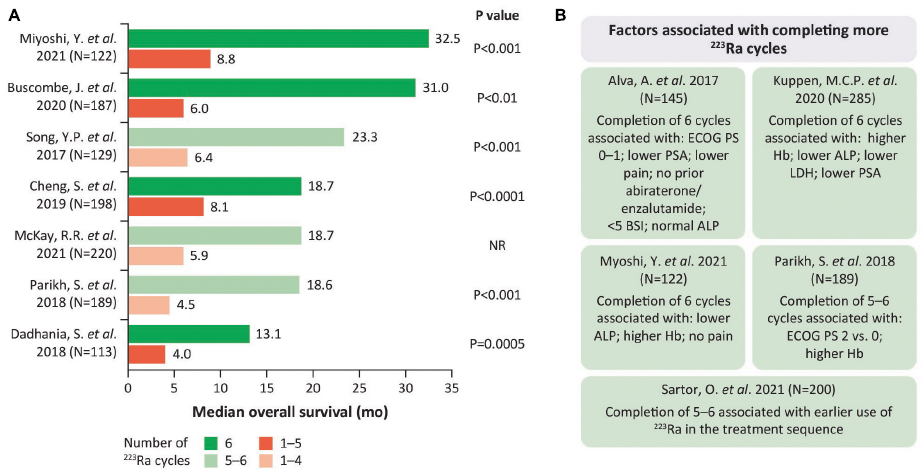 A
P value
Miyoshi, Y. et al.
2021 (N=122)
32.5
8.8
P<0.001
Buscombe, J. et al.
2020 (N=187)
31.0
6.0
P<0.01
Song, Y.P. et al.
2017 (N=129)
23.3
6.4
P<0.001
Cheng, S. et al.
2019 (N=198)
18.7
8.1
P<0.0001
McKay, R.R. et al.
2021 (N=220)
18.7
5.9
NR
Parikh, S. et al.
2018 (N=189)
18.6
4.5
P<0.001
Dadhania, S. et al.
2018 (N=113)
13.1
4.0
P=0.0005
0 5 10 15 20 25 30 35
Median overall survival (mo)
Number of
²²³Ra cycles
6
1–5
5–6
1–4
B
Factors associated with completing more
²²³Ra cycles
Alva, A. et al. 2017
(N=145)
Completion of 6 cycles
associated with: ECOG PS
0–1; lower PSA; lower
pain; no prior
abiraterone/
enzalutamide;
<5 BSI; normal ALP
Kuppen, M.C.P. et al.
2020 (N=285)
Completion of 6 cycles
associated with: higher
Hb; lower ALP; lower
LDH; lower PSA
Myoshi, Y. et al. 2021
(N=122)
Completion of 6 cycles
associated with: lower
ALP; higher Hb; no pain
Parikh, S. et al. 2018
(N=189)
Completion of 5–6
cycles associated with:
ECOG PS 2 vs. 0;
higher Hb
Sartor, O. et al. 2021 (N=200)
Completion of 5–6 associated with earlier use of
²²³Ra in the treatment sequence